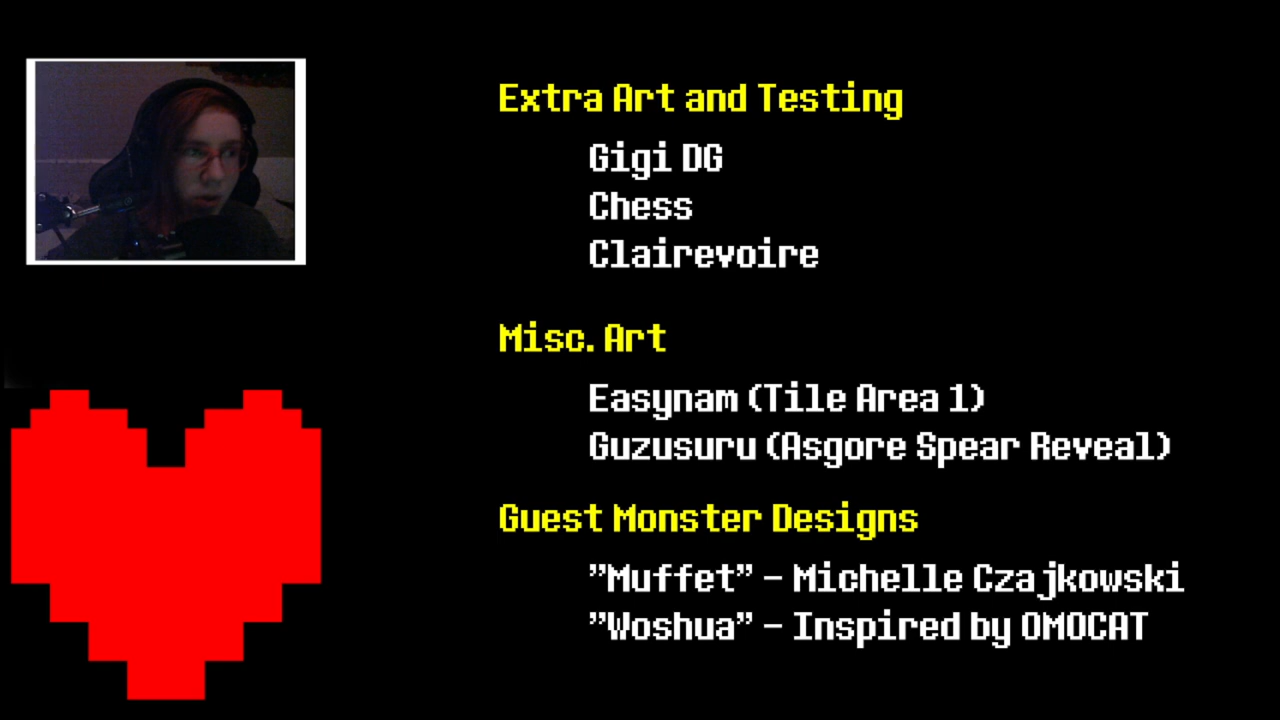 Extra Art and Testing
Gigi DG
Chess
Clairevoire
Misc. Art
Easynam (Tile Area 1)
Guzusuru (Asgore Spear Reveal)
Guest Monster Designs
”Muffet” - Michelle Czajkowski
”Woshua” - Inspired by OMOCAT